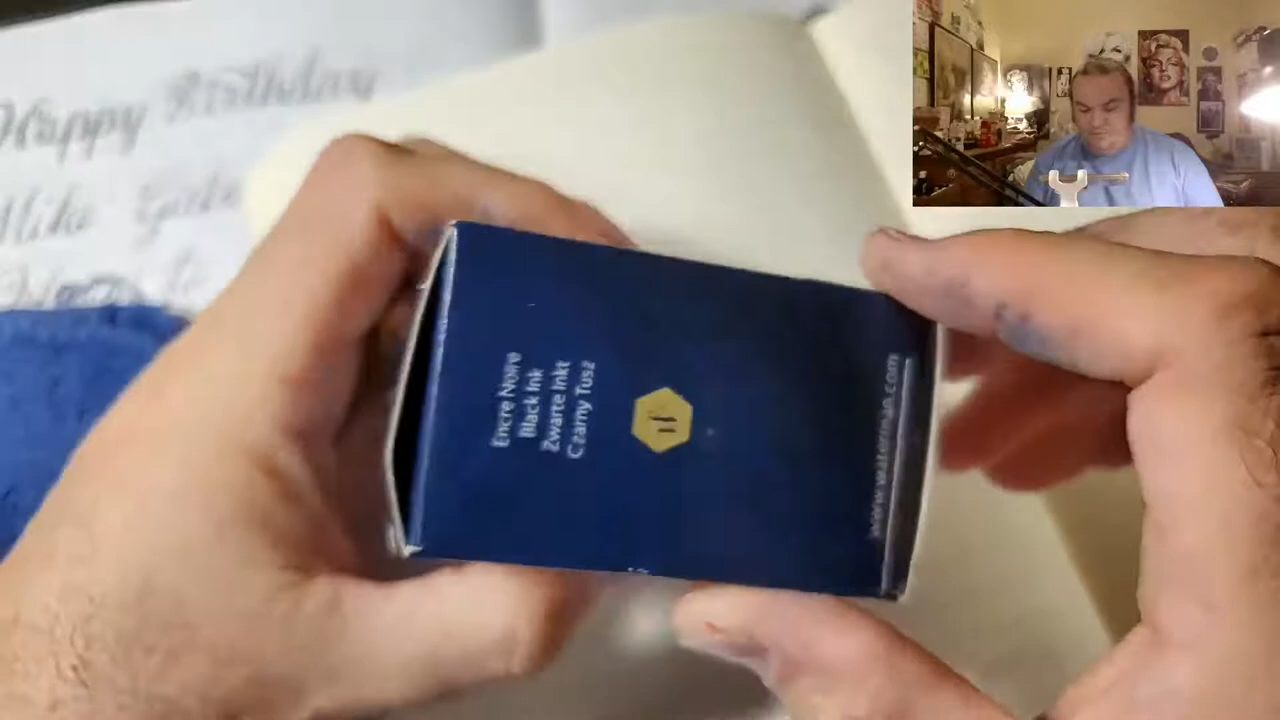 Happy Birthday
Encre Noire
Black Ink
Zwarte Inkt
Czarny Tusz
www.waterman.com